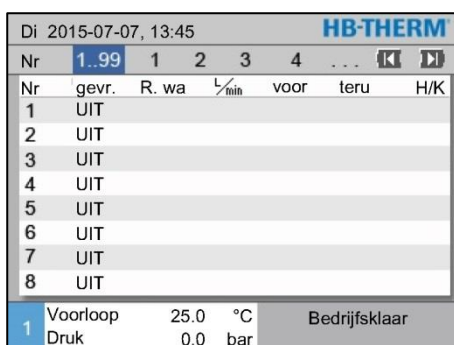 Di 2015-07-07, 13:45 HB-THERM
Nr 1..99 1 2 3 4 ...
Nr gevr. R. wa L/min voor teru H/K
1 UIT
2 UIT
3 UIT
4 UIT
5 UIT
6 UIT
7 UIT
8 UIT
1 Voorloop 25.0 °C Bedrijfsklaar
Druk 0.0 bar